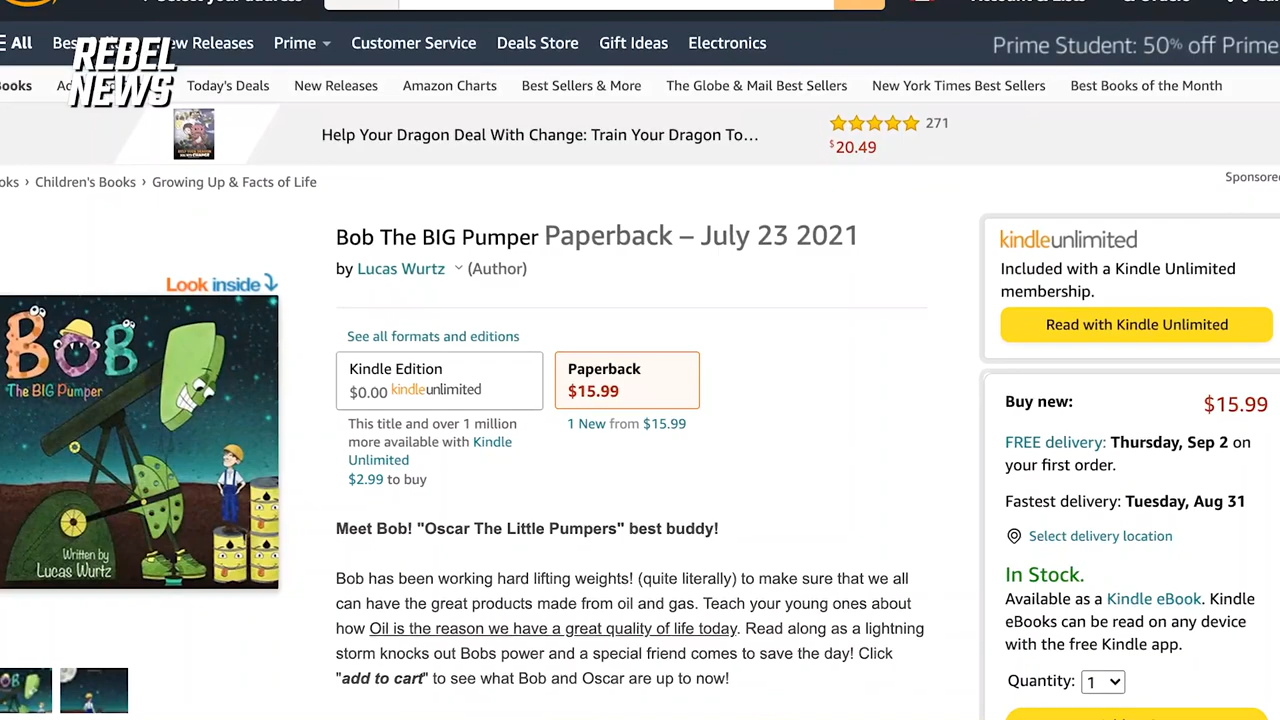 All
New Releases
Prime
Customer Service
Deals Store
Gift Ideas
Electronics
Prime Student: 50% off Prime
REBEL
NEWS
Today's Deals
New Releases
Amazon Charts
Best Sellers & More
The Globe & Mail Best Sellers
New York Times Best Sellers
Best Books of the Month
Help Your Dragon Deal With Change: Train Your Dragon To…
271
$20.49
Children's Books › Growing Up & Facts of Life
Sponsored
Bob The BIG Pumper Paperback – July 23 2021
by Lucas Wurtz (Author)
Look inside
BOB
The BIG Pumper
Written by
Lucas Wurtz
See all formats and editions
Kindle Edition
$0.00 kindleunlimited
Paperback
$15.99
This title and over 1 million
more available with Kindle
Unlimited
$2.99 to buy
1 New from $15.99
Meet Bob! "Oscar The Little Pumpers" best buddy!
Bob has been working hard lifting weights! (quite literally) to make sure that we all
can have the great products made from oil and gas. Teach your young ones about
how Oil is the reason we have a great quality of life today. Read along as a lightning
storm knocks out Bobs power and a special friend comes to save the day! Click
"add to cart" to see what Bob and Oscar are up to now!
kindleunlimited
Included with a Kindle Unlimited
membership.
Read with Kindle Unlimited
Buy new:
$15.99
FREE delivery: Thursday, Sep 2 on
your first order.
Fastest delivery: Tuesday, Aug 31
Select delivery location
In Stock.
Available as a Kindle eBook. Kindle
eBooks can be read on any device
with the free Kindle app.
Quantity: 1